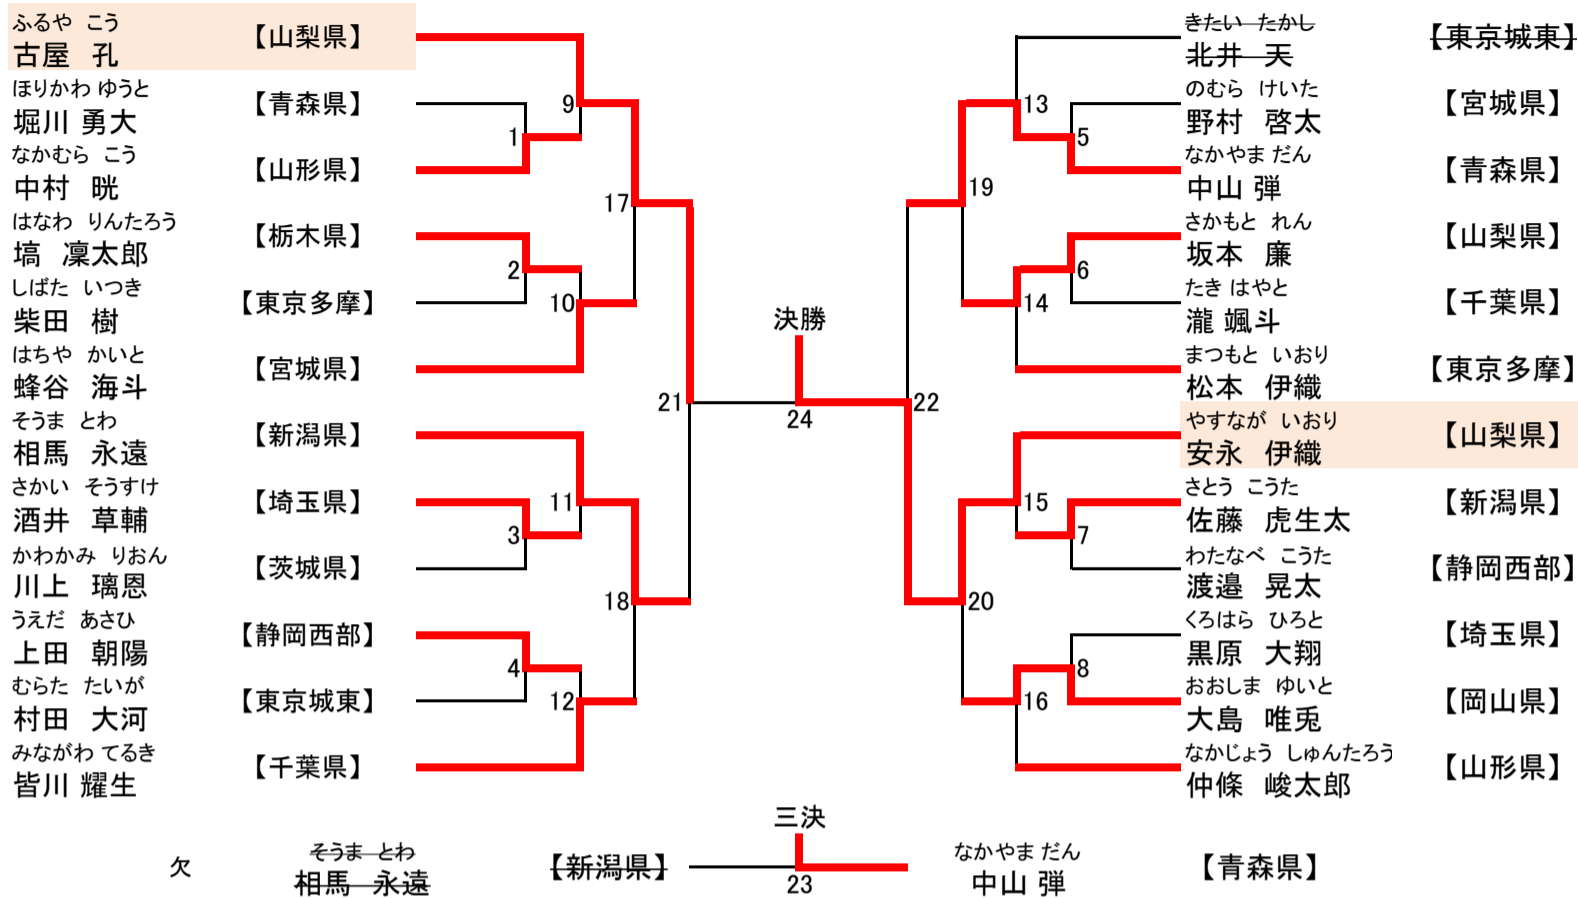 ふるや こう
古屋 孔 【山梨県】
ほりかわ ゆうと
堀川 勇大 【青森県】
なかむら こう
中村 晄 【山形県】
はなわ りんたろう
塙 凜太郎 【栃木県】
しばた いつき
柴田 樹 【東京多摩】
はちや かいと
蜂谷 海斗 【宮城県】
そうま とわ
相馬 永遠 【新潟県】
さかい そうすけ
酒井 草輔 【埼玉県】
かわかみ りおん
川上 璃恩 【茨城県】
うえだ あさひ
上田 朝陽 【静岡西部】
むらた たいが
村田 大河 【東京城東】
みながわ てるき
皆川 耀生 【千葉県】
1
2
3
4
9
10
11
12
17
18
21
決勝
24
22
19
20
13
14
15
16
5
6
7
8
きたい たかし
北井 天 【東京城東】
のむら けいた
野村 啓太 【宮城県】
なかやま だん
中山 弾 【青森県】
さかもと れん
坂本 廉 【山梨県】
たき はやと
瀧 颯斗 【千葉県】
まつもと いおり
松本 伊織 【東京多摩】
やすなが いおり
安永 伊織 【山梨県】
さとう こうた
佐藤 虎生太 【新潟県】
わたなべ こうた
渡邉 晃太 【静岡西部】
くろはら ひろと
黒原 大翔 【埼玉県】
おおしま ゆいと
大島 唯兎 【岡山県】
なかじょう しゅんたろう
仲條 峻太郎 【山形県】
三決
23
欠
そうま とわ
相馬 永遠 【新潟県】
なかやま だん
中山 弾 【青森県】